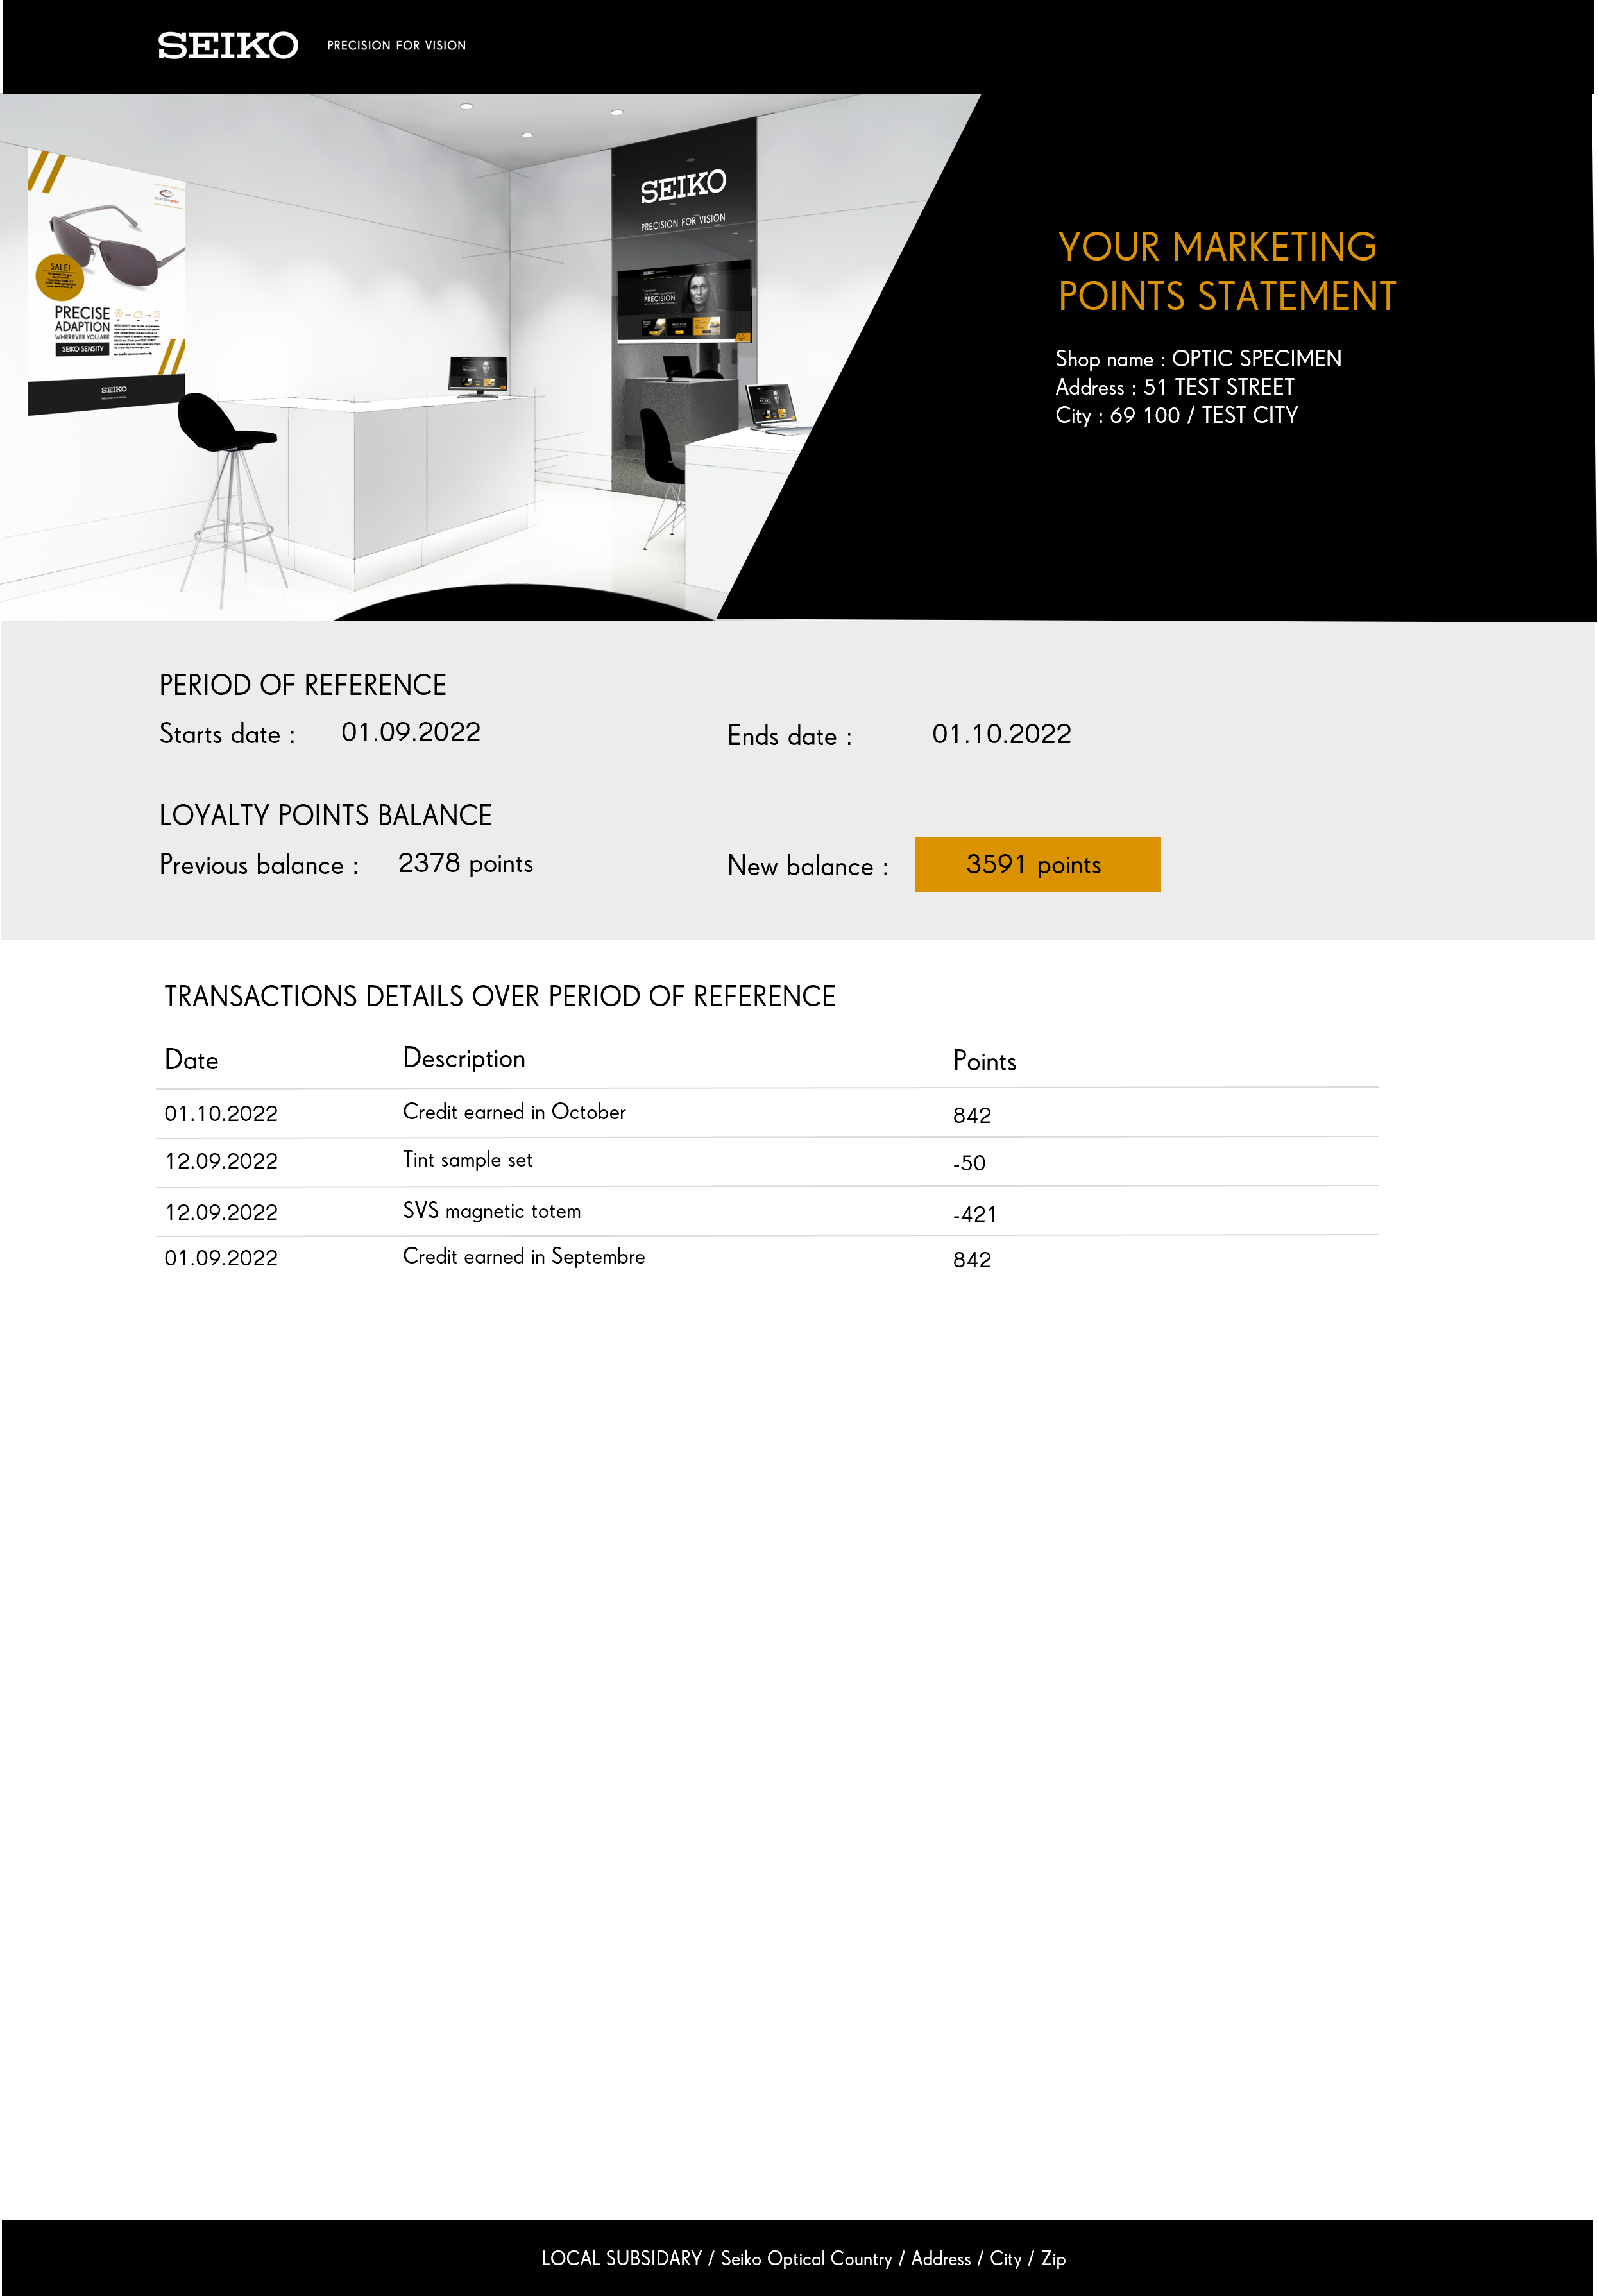 SEIKO PRECISION FOR VISION
SALE!
PRECISE
ADAPTION
WHEREVER YOU ARE
SEIKO SENSITY
SEIKO
PRECISION FOR VISION
SEIKO
PRECISION FOR VISION
PRECISION
YOUR MARKETING
POINTS STATEMENT
Shop name : OPTIC SPECIMEN
Address : 51 TEST STREET
City : 69 100 / TEST CITY
PERIOD OF REFERENCE
Starts date : 01.09.2022 Ends date : 01.10.2022
LOYALTY POINTS BALANCE
Previous balance : 2378 points New balance : 3591 points
TRANSACTIONS DETAILS OVER PERIOD OF REFERENCE
Date Description Points
01.10.2022 Credit earned in October 842
12.09.2022 Tint sample set -50
12.09.2022 SVS magnetic totem -421
01.09.2022 Credit earned in Septembre 842
LOCAL SUBSIDARY / Seiko Optical Country / Address / City / Zip